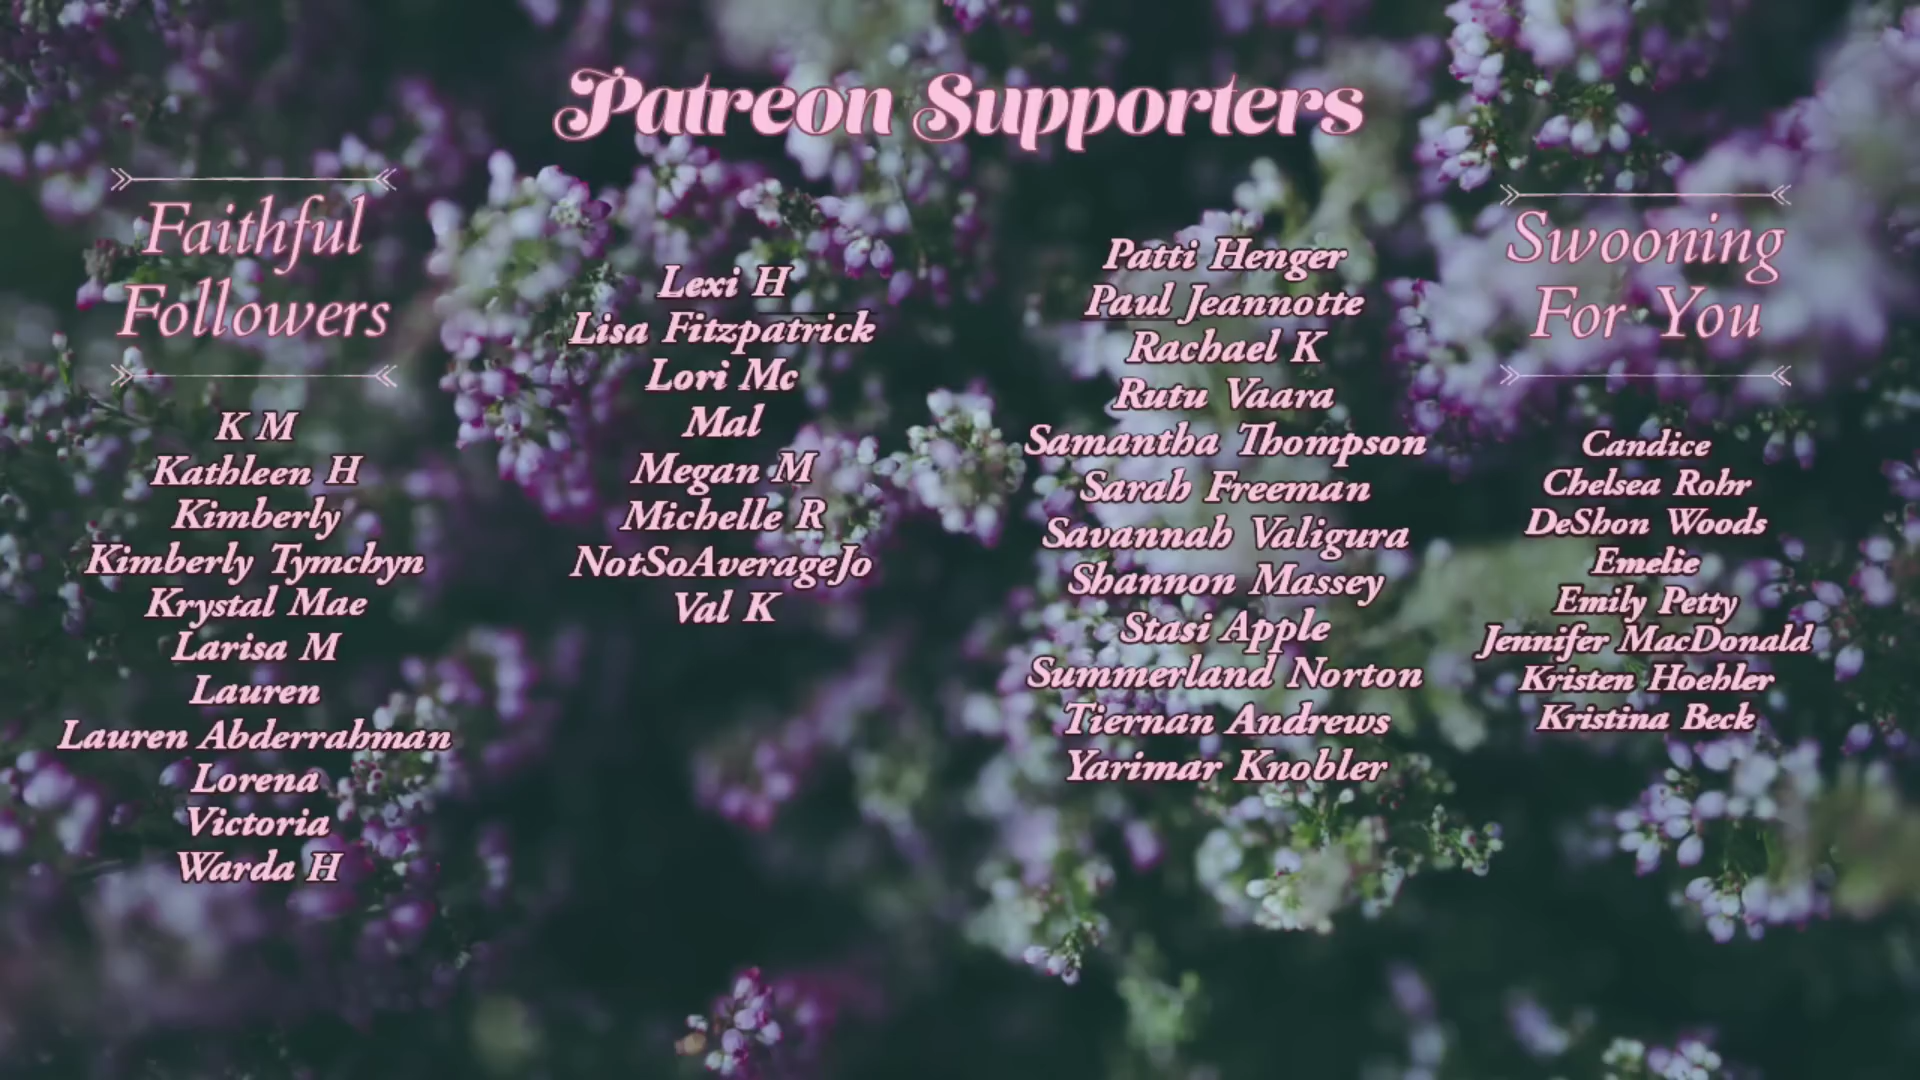 Patreon Supporters
Faithful
Followers
K M
Kathleen H
Kimberly
Kimberly Tymchyn
Krystal Mae
Larisa M
Lauren
Lauren Abderrahman
Lorena
Victoria
Warda H
Lexi H
Lisa Fitzpatrick
Lori Mc
Mal
Megan M
Michelle R
NotSoAverageJo
Val K
Patti Henger
Paul Jeannotte
Rachael K
Rutu Vaara
Samantha Thompson
Sarah Freeman
Savannah Valigura
Shannon Massey
Stasi Apple
Summerland Norton
Tiernan Andrews
Yarimar Knobler
Swooning
For You
Candice
Chelsea Rohr
DeShon Woods
Emelie
Emily Petty
Jennifer MacDonald
Kristen Hoehler
Kristina Beck